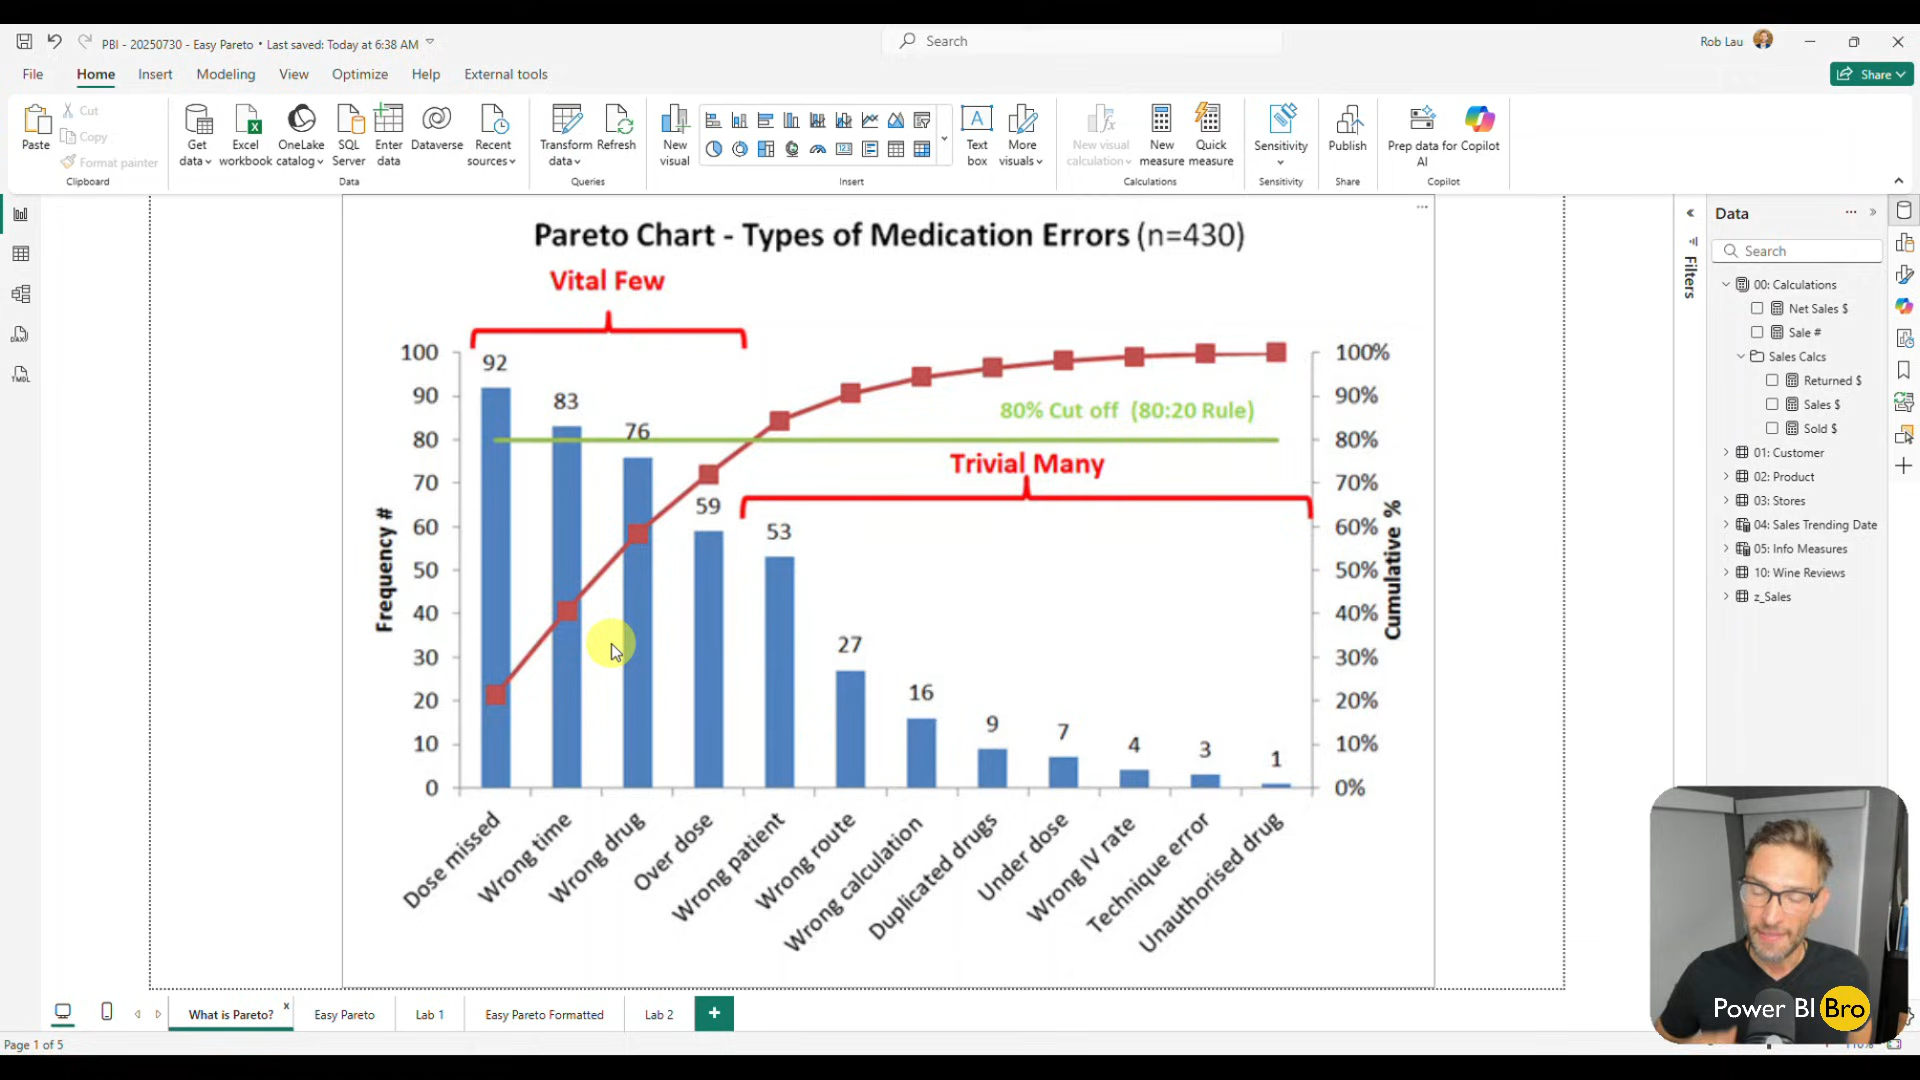 PBI - 20250730 - Easy Pareto • Last saved: Today at 6:38 AM
Search
Rob Lau
File
Home
Insert
Modeling
View
Optimize
Help
External tools
Share
Paste
Cut
Copy
Format painter
Clipboard
Get data
Excel workbook
OneLake catalog
SQL Server
Enter data
Dataverse
Recent sources
Data
Transform data
Refresh
Queries
New visual
Text box
More visuals
Insert
New visual calculation
New measure
Quick measure
Calculations
Sensitivity
Sensitivity
Publish
Share
Prep data for AI
Copilot
Copilot
Pareto Chart - Types of Medication Errors (n=430)
Vital Few
80% Cut off (80:20 Rule)
Trivial Many
Frequency #
100
90
80
70
60
50
40
30
20
10
0
92
83
76
59
53
27
16
9
7
4
3
1
100%
90%
80%
70%
60%
50%
40%
30%
20%
10%
0%
Cumulative %
Dose missed
Wrong time
Wrong drug
Over dose
Wrong patient
Wrong route
Wrong calculation
Duplicated drugs
Under dose
Wrong IV rate
Technique error
Unauthorised drug
Filters
Data
Search
00: Calculations
Net Sales $
Sale #
Sales Calcs
Returned $
Sales $
Sold $
01: Customer
02: Product
03: Stores
04: Sales Trending Date
05: Info Measures
10: Wine Reviews
z_Sales
DAX
TMDL
What is Pareto?
Easy Pareto
Lab 1
Easy Pareto Formatted
Lab 2
Page 1 of 5
Power BI Bro